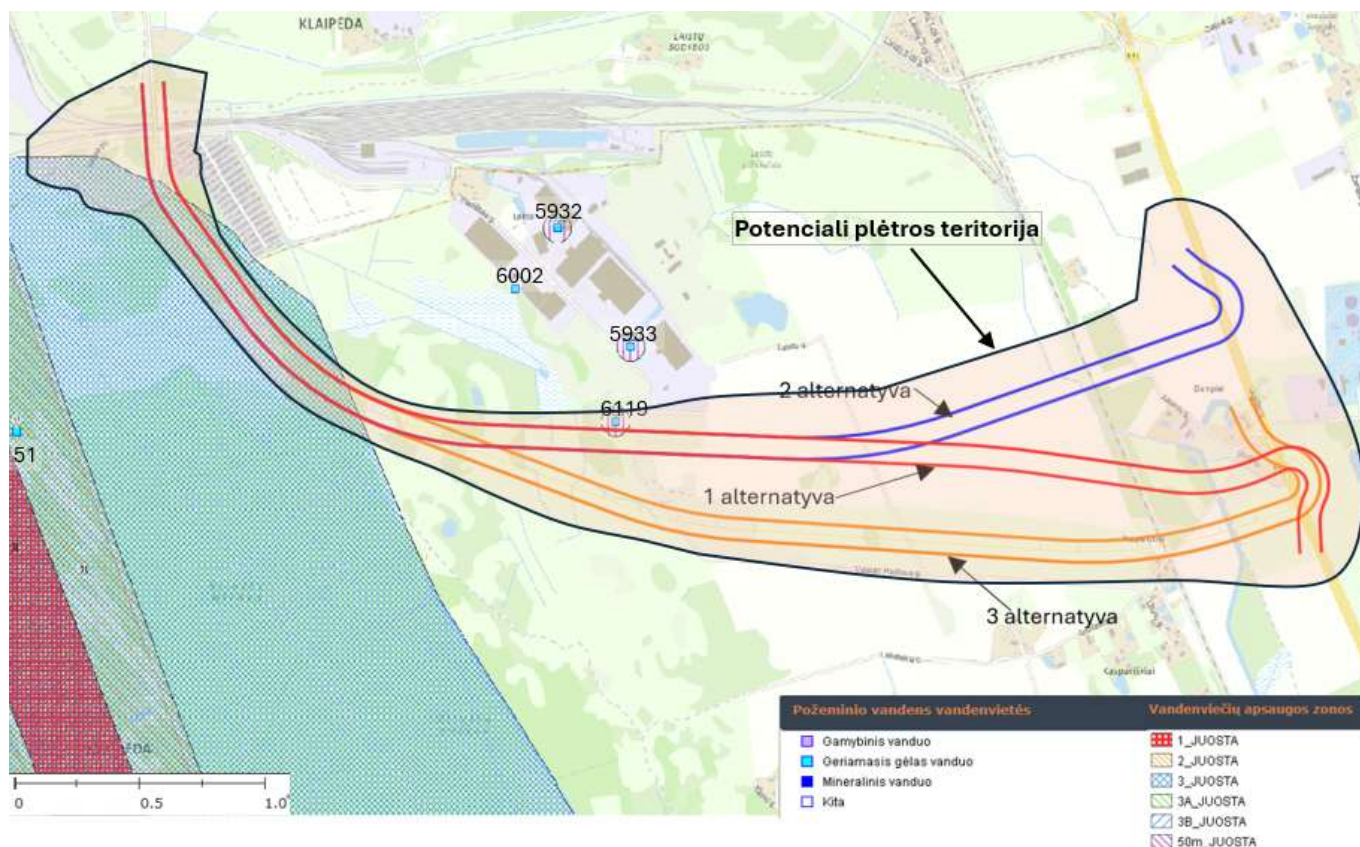 KLAIPĖDA
LAISTŲ
SODYBOS
5932
6002
Potenciali plėtros teritorija
5933
2 alternatyva
6119
51
1 alternatyva
3 alternatyva
0
0.5
1.0
Požeminio vandens vandenvietės
Gamybinis vanduo
Geriamasis gėlas vanduo
Mineralinis vanduo
Kita
Vandenviečių apsaugos zonos
1_JUOSTA
2_JUOSTA
3_JUOSTA
3A_JUOSTA
3B_JUOSTA
50m_JUOSTA